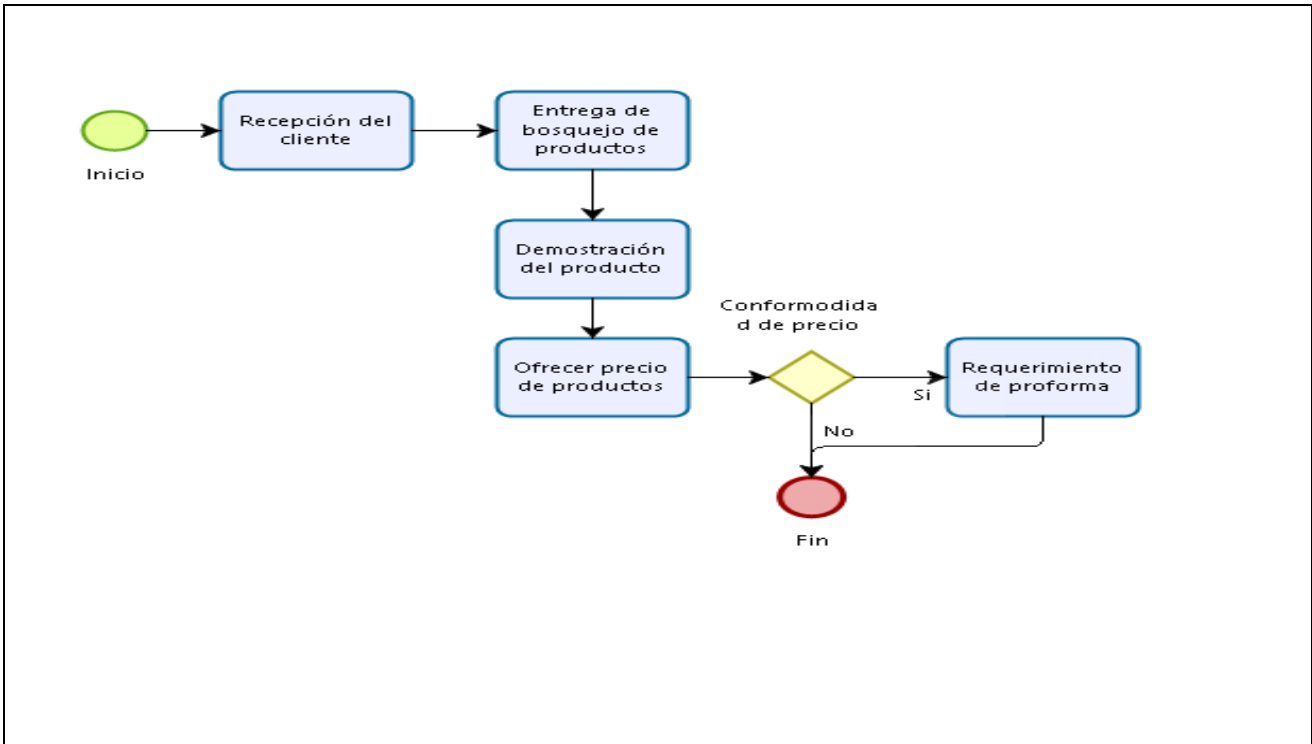 Inicio
Recepción del
cliente
Entrega de
bosquejo de
productos
Demostración
del producto
Ofrecer precio
de productos
Conformodida
d de precio
Si
No
Requerimiento
de proforma
Fin